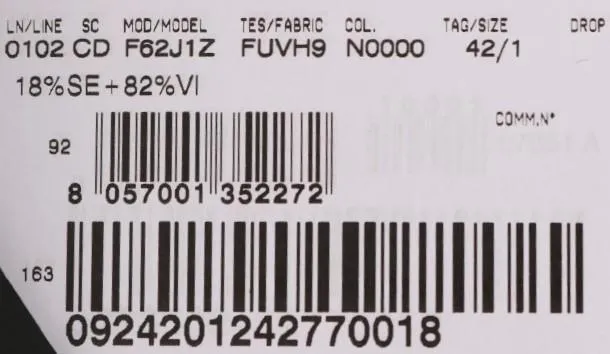 LN/LINE SC MOD/MODEL TES/FABRIC COL. TAG/SIZE DROP
0102 CD F62J1Z FUVH9 N0000 42/1
18%SE+82%VI
COMM.N°
92
8 057001 352272
163
0924201242770018